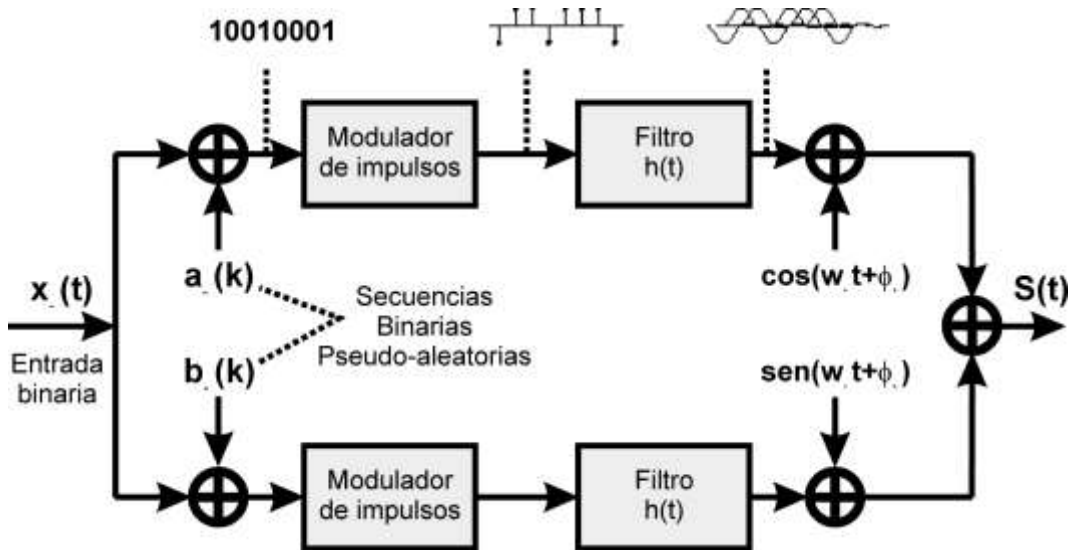 10010001
Modulador
de impulsos
Filtro
h(t)
a.(k)
cos(w.t+ϕ.)
x.(t)
Secuencias
Binarias
Pseudo-aleatorias
S(t)
Entrada
binaria
b.(k)
sen(w.t+ϕ.)
Modulador
de impulsos
Filtro
h(t)